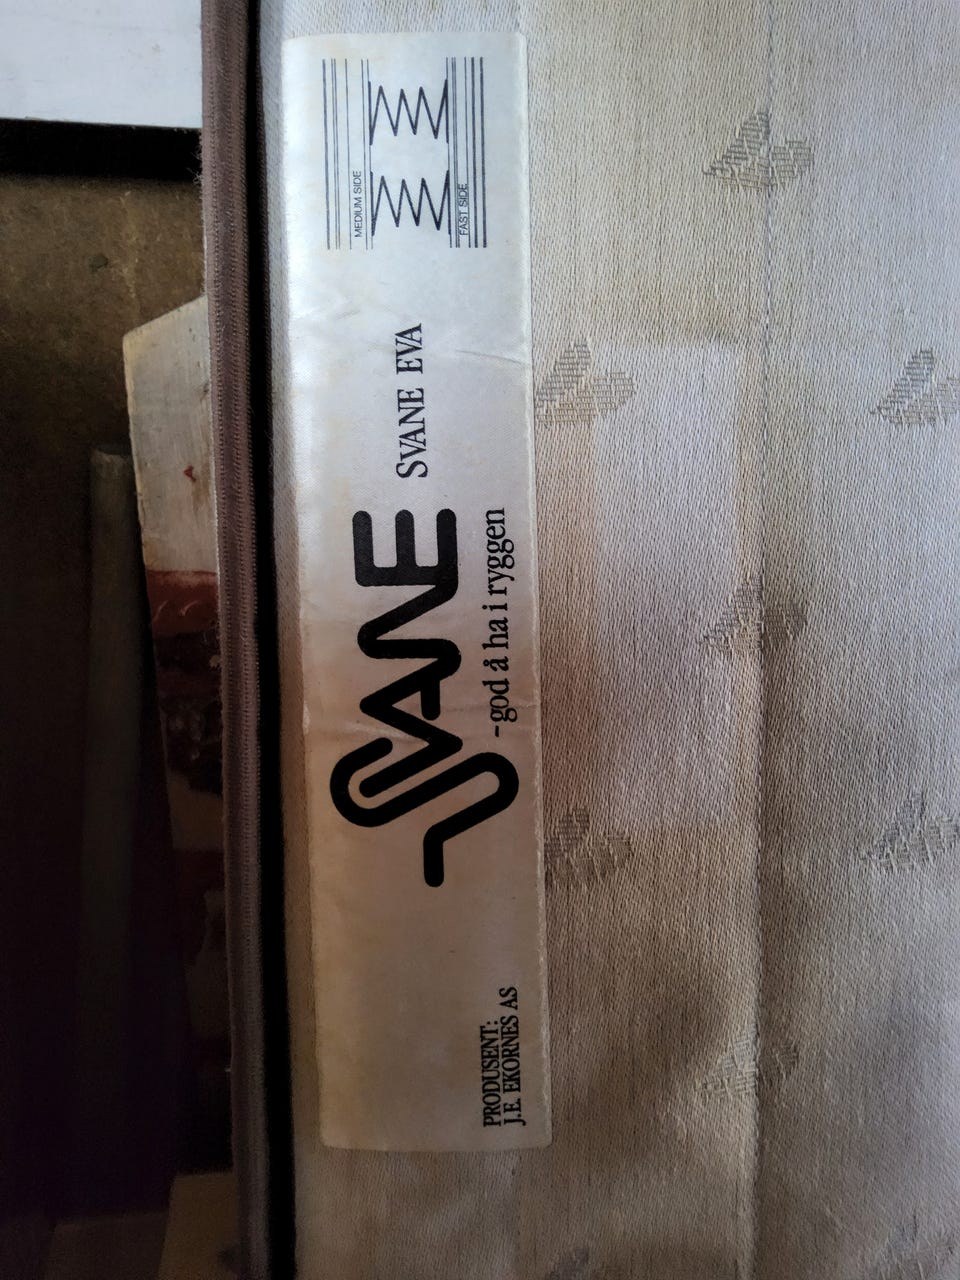 PRODUSENT:
J.E. EKORNES AS
SVANE
-god å ha i ryggen
SVANE EVA
MEDIUM SIDE
FAST SIDE